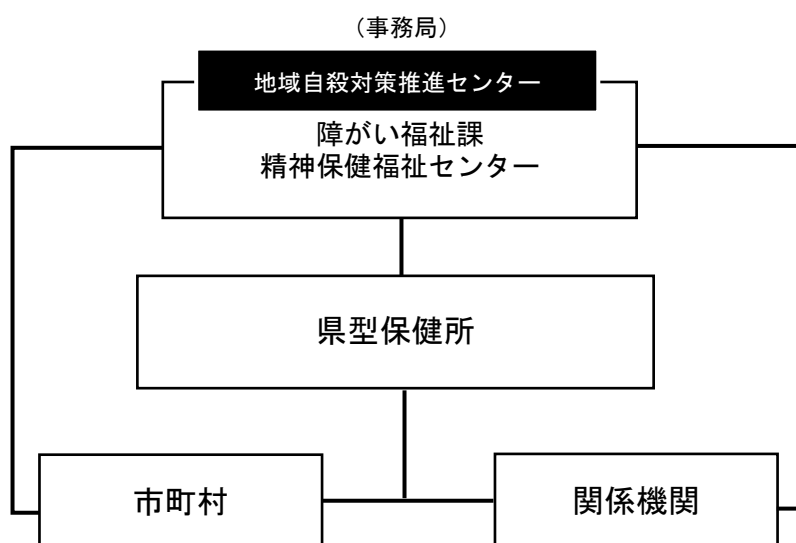 （事務局）
地域自殺対策推進センター
障がい福祉課
精神保健福祉センター
県型保健所
市町村
関係機関